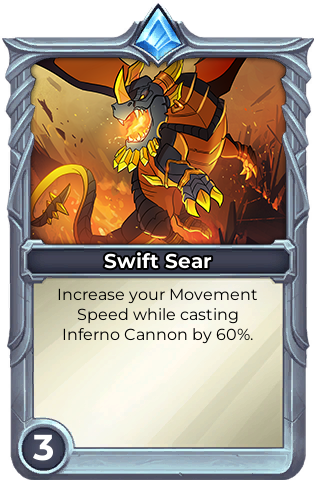 Swift Sear
Increase your Movement
Speed while casting
Inferno Cannon by 60%.
3